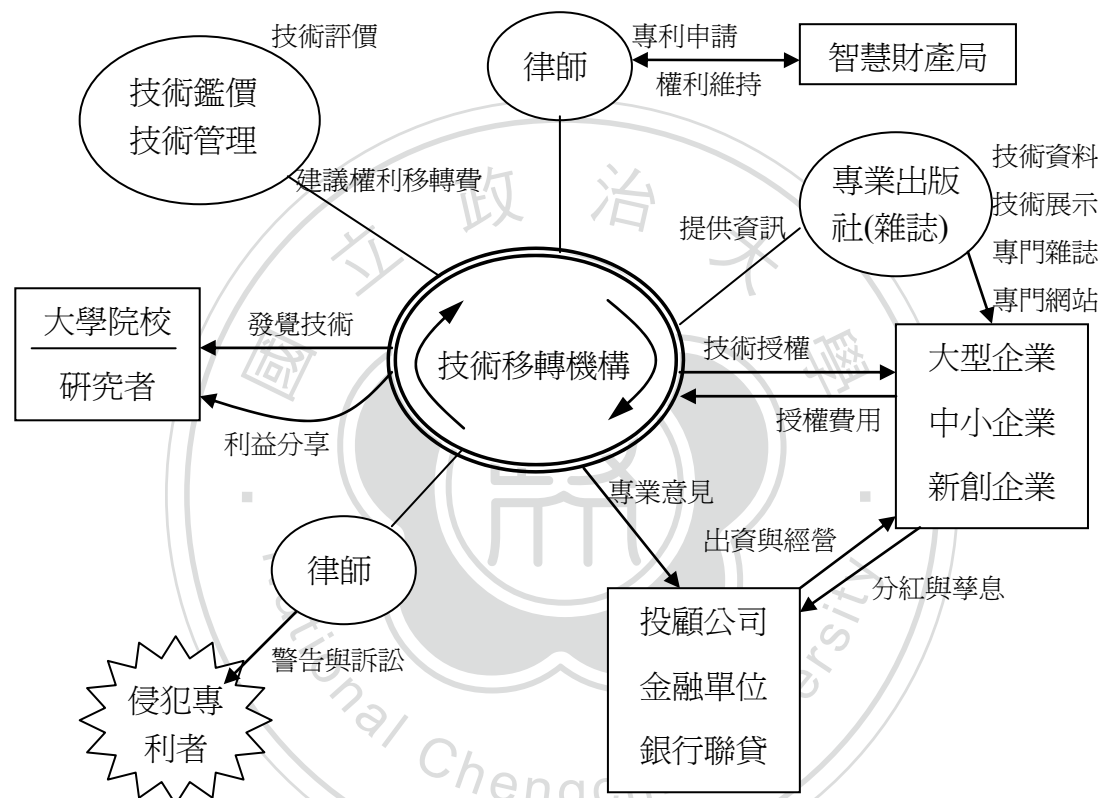 技術評價
技術鑑價
技術管理
律師
專利申請
權利維持
智慧財產局
建議權利移轉費
專業出版
社(雜誌)
技術資料
技術展示
專門雜誌
專門網站
提供資訊
大學院校
研究者
發覺技術
利益分享
技術移轉機構
技術授權
授權費用
大型企業
中小企業
新創企業
專業意見
出資與經營
分紅與孳息
律師
警告與訴訟
侵犯專
利者
投顧公司
金融單位
銀行聯貸
國立政治大學